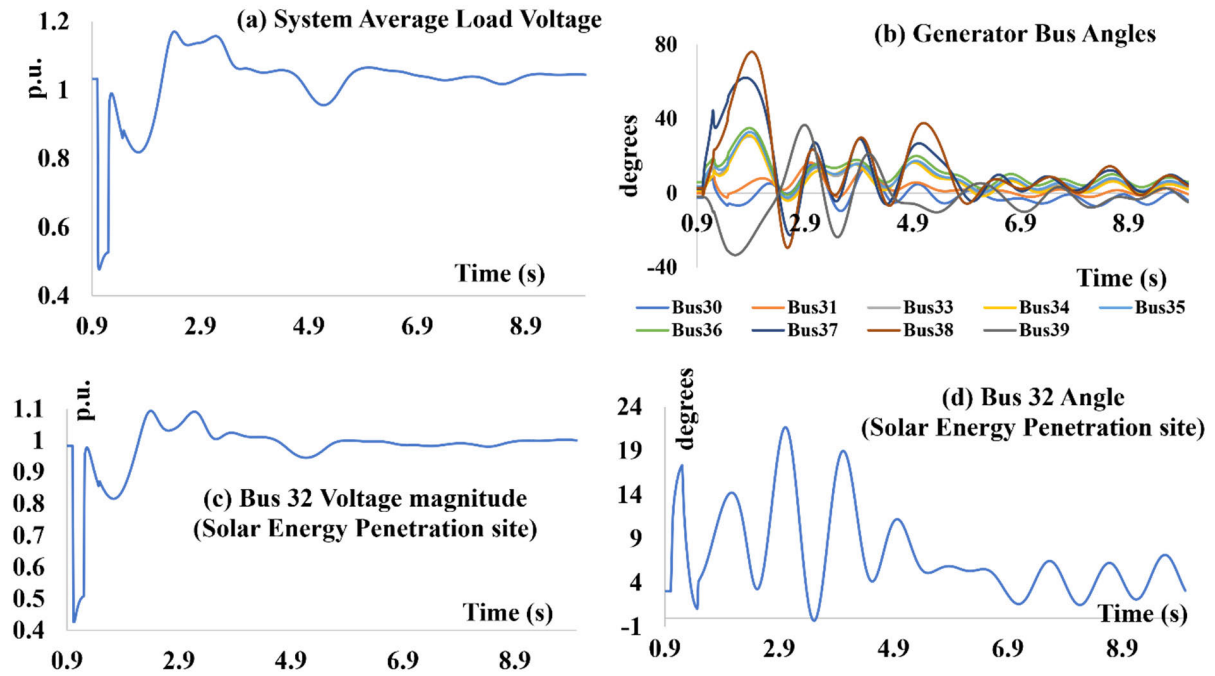 (a) System Average Load Voltage
p.u.
1.2
1
0.8
0.6
0.4
Time (s)
0.9 2.9 4.9 6.9 8.9
(b) Generator Bus Angles
degrees
80
40
0
-40
0.9 2.9 4.9 6.9 8.9
Time (s)
Bus30 Bus31 Bus33 Bus34 Bus35
Bus36 Bus37 Bus38 Bus39
p.u.
1.1
1
0.9
0.8
0.7
0.6
0.5
0.4
(c) Bus 32 Voltage magnitude
(Solar Energy Penetration site)
Time (s)
0.9 2.9 4.9 6.9 8.9
(d) Bus 32 Angle
(Solar Energy Penetration site)
degrees
24
19
14
9
4
-1
Time (s)
0.9 2.9 4.9 6.9 8.9